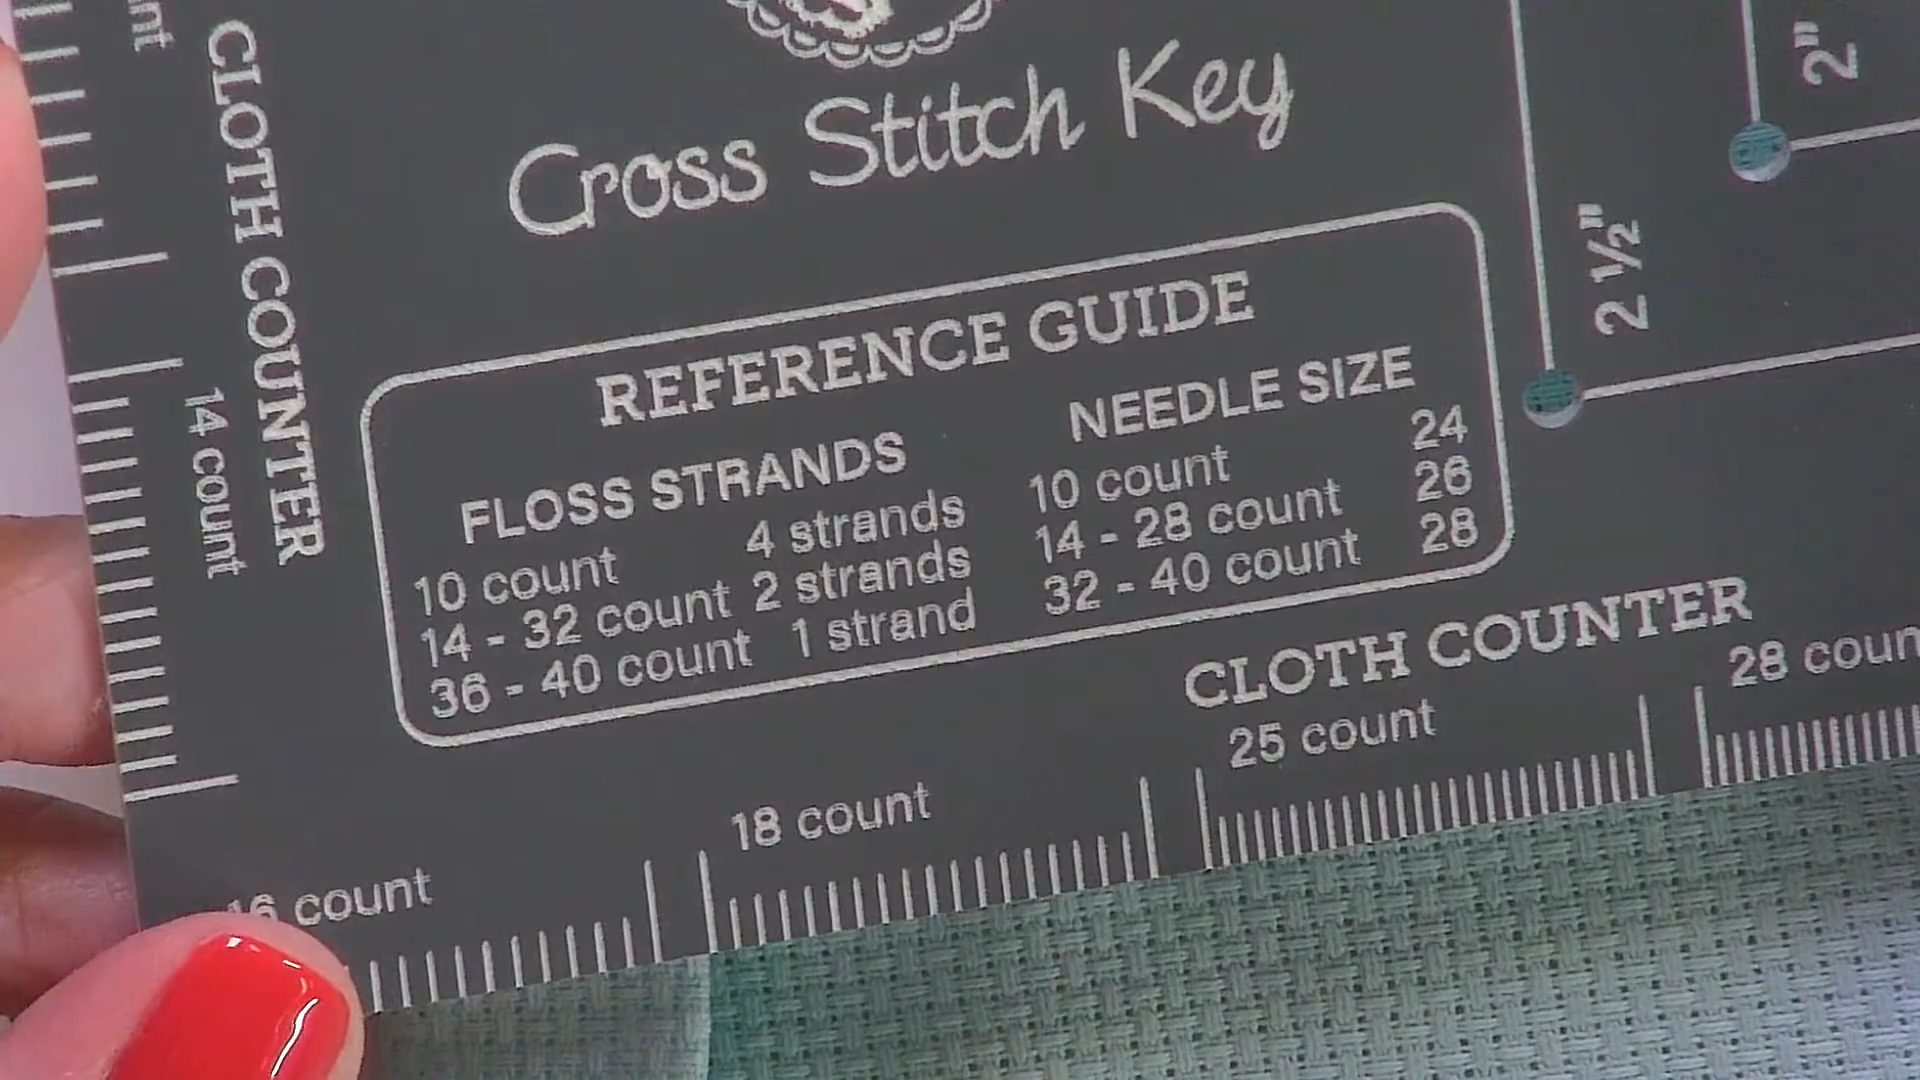 Cross Stitch Key
CLOTH COUNTER
14 count
2"
2 ½"
REFERENCE GUIDE
FLOSS STRANDS
10 count 4 strands
14 - 32 count 2 strands
36 - 40 count 1 strand
NEEDLE SIZE
10 count 24
14 - 28 count 26
32 - 40 count 28
CLOTH COUNTER
16 count
18 count
25 count
28 coun